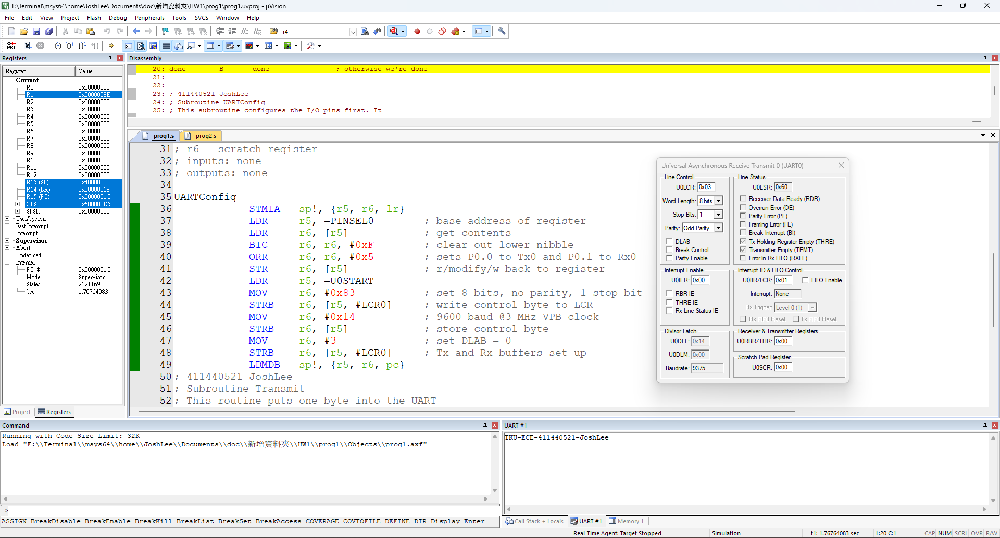 F:\Terminal\msys64\home\JoshLee\Documents\doc\新增資料夾\HW1\prog1\prog1.uvproj - µVision
File Edit View Project Flash Debug Peripherals Tools SVCS Window Help
r4
RST
Registers
Register Value
Current
R0 0x00000000
R1 0x0000008E
R2 0x00000000
R3 0x00000000
R4 0x00000000
R5 0x00000000
R6 0x00000000
R7 0x00000000
R8 0x00000000
R9 0x00000000
R10 0x00000000
R11 0x00000000
R12 0x00000000
R13 (SP) 0x40000000
R14 (LR) 0x00000018
R15 (PC) 0x0000001C
CPSR 0x600000D3
SPSR 0x00000000
User/System
Fast Interrupt
Interrupt
Supervisor
Abort
Undefined
Internal
PC $ 0x0000001C
Mode Supervisor
States 21211690
Sec 1.76764083
Project Registers
Disassembly
20: done B done ; otherwise we're done
21:
22:
23: ; 411440521 JoshLee
24: ; Subroutine UARTConfig
25: ; This subroutine configures the I/O pins first. It
prog1.s prog2.s
31 ; r6 - scratch register
32 ; inputs: none
33 ; outputs: none
34
35 UARTConfig
36 STMIA sp!, {r5, r6, lr}
37 LDR r5, =PINSEL0 ; base address of register
38 LDR r6, [r5] ; get contents
39 BIC r6, r6, #0xF ; clear out lower nibble
40 ORR r6, r6, #0x5 ; sets P0.0 to Tx0 and P0.1 to Rx0
41 STR r6, [r5] ; r/modify/w back to register
42 LDR r5, =U0START
43 MOV r6, #0x83 ; set 8 bits, no parity, 1 stop bit
44 STRB r6, [r5, #LCR0] ; write control byte to LCR
45 MOV r6, #0x14 ; 9600 baud @3 MHz VPB clock
46 STRB r6, [r5] ; store control byte
47 MOV r6, #3 ; set DLAB = 0
48 STRB r6, [r5, #LCR0] ; Tx and Rx buffers set up
49 LDMDB sp!, {r5, r6, pc}
50 ; 411440521 JoshLee
51 ; Subroutine Transmit
52 ; This routine puts one byte into the UART
Universal Asynchronous Receive Transmit 0 (UART0)
Line Control
U0LCR: 0x03
Word Length: 8 bits
Stop Bits: 1
Parity: Odd Parity
DLAB
Break Control
Parity Enable
Line Status
U0LSR: 0x60
Receiver Data Ready (RDR)
Overrun Error (OE)
Parity Error (PE)
Framing Error (FE)
Break Interrupt (BI)
Tx Holding Register Empty (THRE)
Transmitter Empty (TEMT)
Error in Rx FIFO (RXFE)
Interrupt Enable
U0IER: 0x00
RBR IE
THRE IE
Rx Line Status IE
Interrupt ID & FIFO Control
U0IIR/FCR: 0x01 FIFO Enable
Interrupt: None
Rx Trigger: Level 0 (1)
Rx FIFO Reset Tx FIFO Reset
Divisor Latch
U0DLL: 0x14
U0DLM: 0x00
Baudrate: 9375
Receiver & Transmitter Registers
U0RBR/THR: 0x00
Scratch Pad Register
U0SCR: 0x00
Command
Running with Code Size Limit: 32K
Load "F:\\Terminal\\msys64\\home\\JoshLee\\Documents\\doc\\新增資料夾\\HW1\\prog1\\Objects\\prog1.axf"
>
ASSIGN BreakDisable BreakEnable BreakKill BreakList BreakSet BreakAccess COVERAGE COVTOFILE DEFINE DIR Display Enter
UART #1
TKU-ECE-411440521-JoshLee
Call Stack + Locals UART #1 Memory 1
Real-Time Agent: Target Stopped Simulation t1: 1.76764083 sec L:20 C:1 CAP NUM SCRL OVR R/W